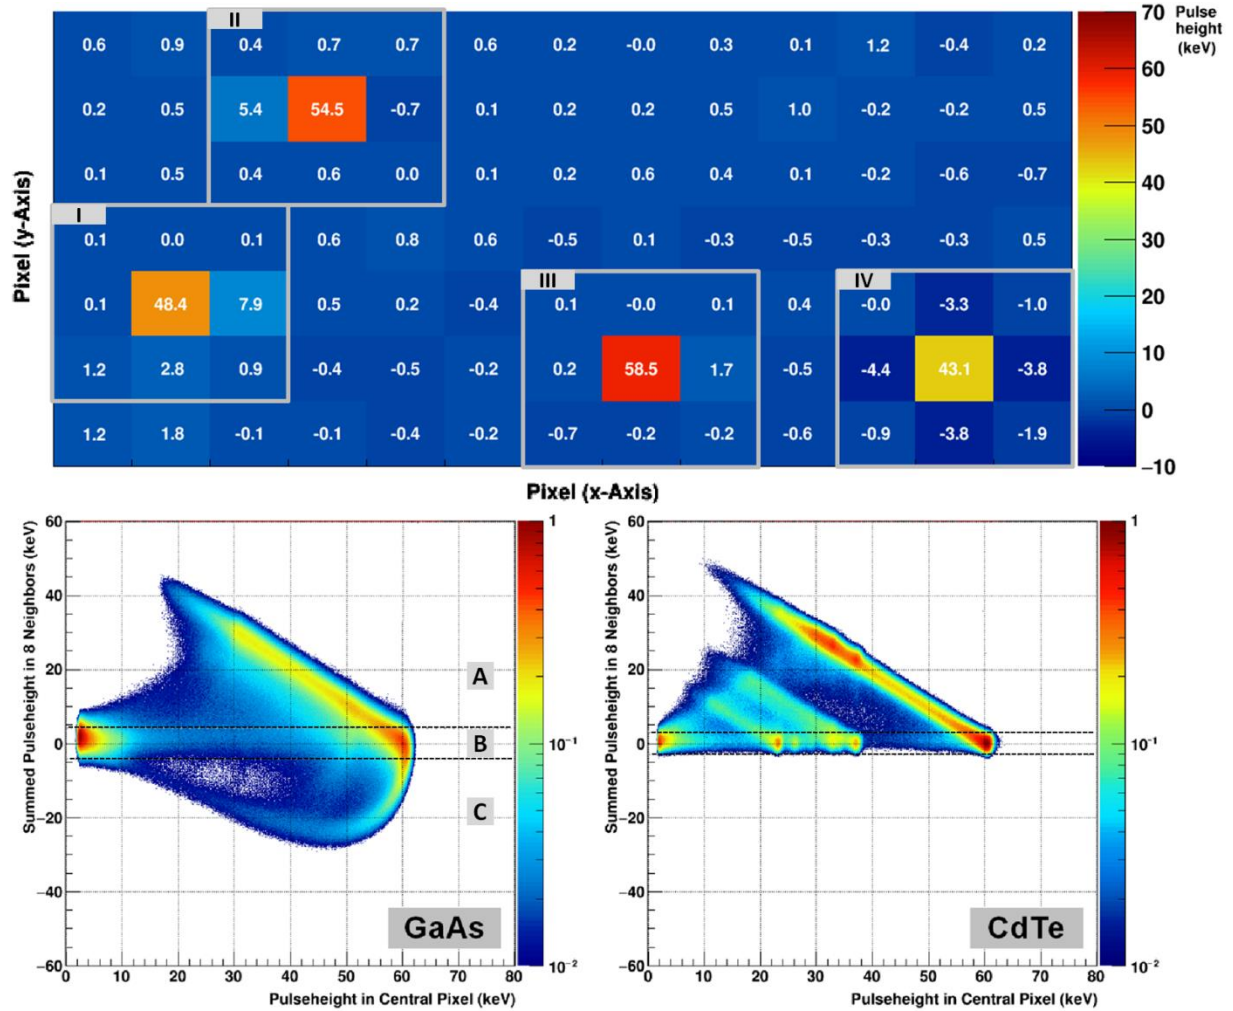 II
70 Pulse
height
(keV)
0.6 0.9 0.4 0.7 0.7 0.6 0.2 -0.0 0.3 0.1 1.2 -0.4 0.2
60
0.2 0.5 5.4 54.5 -0.7 0.1 0.2 0.2 0.5 1.0 -0.2 -0.2 0.5
50
0.1 0.5 0.4 0.6 0.0 0.1 0.2 0.6 0.4 0.1 -0.2 -0.6 -0.7
40
I
0.1 0.0 0.1 0.6 0.8 0.6 -0.5 0.1 -0.3 -0.5 -0.3 -0.3 0.5
30
III IV
0.1 48.4 7.9 0.5 0.2 -0.4 0.1 -0.0 0.1 0.4 -0.0 -3.3 -1.0
20
10
1.2 2.8 0.9 -0.4 -0.5 -0.2 0.2 58.5 1.7 -0.5 -4.4 43.1 -3.8
0
1.2 1.8 -0.1 -0.1 -0.4 -0.2 -0.7 -0.2 -0.2 -0.6 -0.9 -3.8 -1.9
−10
Pixel (y-Axis)
Pixel (x-Axis)
Summed Pulseheight in 8 Neighbors (keV)
60
40
20
0
−20
−40
−60
A
B
C
GaAs
0 10 20 30 40 50 60 70 80
Pulseheight in Central Pixel (keV)
1
10⁻¹
10⁻²
Summed Pulseheight in 8 Neighbors (keV)
60
40
20
0
−20
−40
−60
CdTe
0 10 20 30 40 50 60 70 80
Pulseheight in Central Pixel (keV)
1
10⁻¹
10⁻²